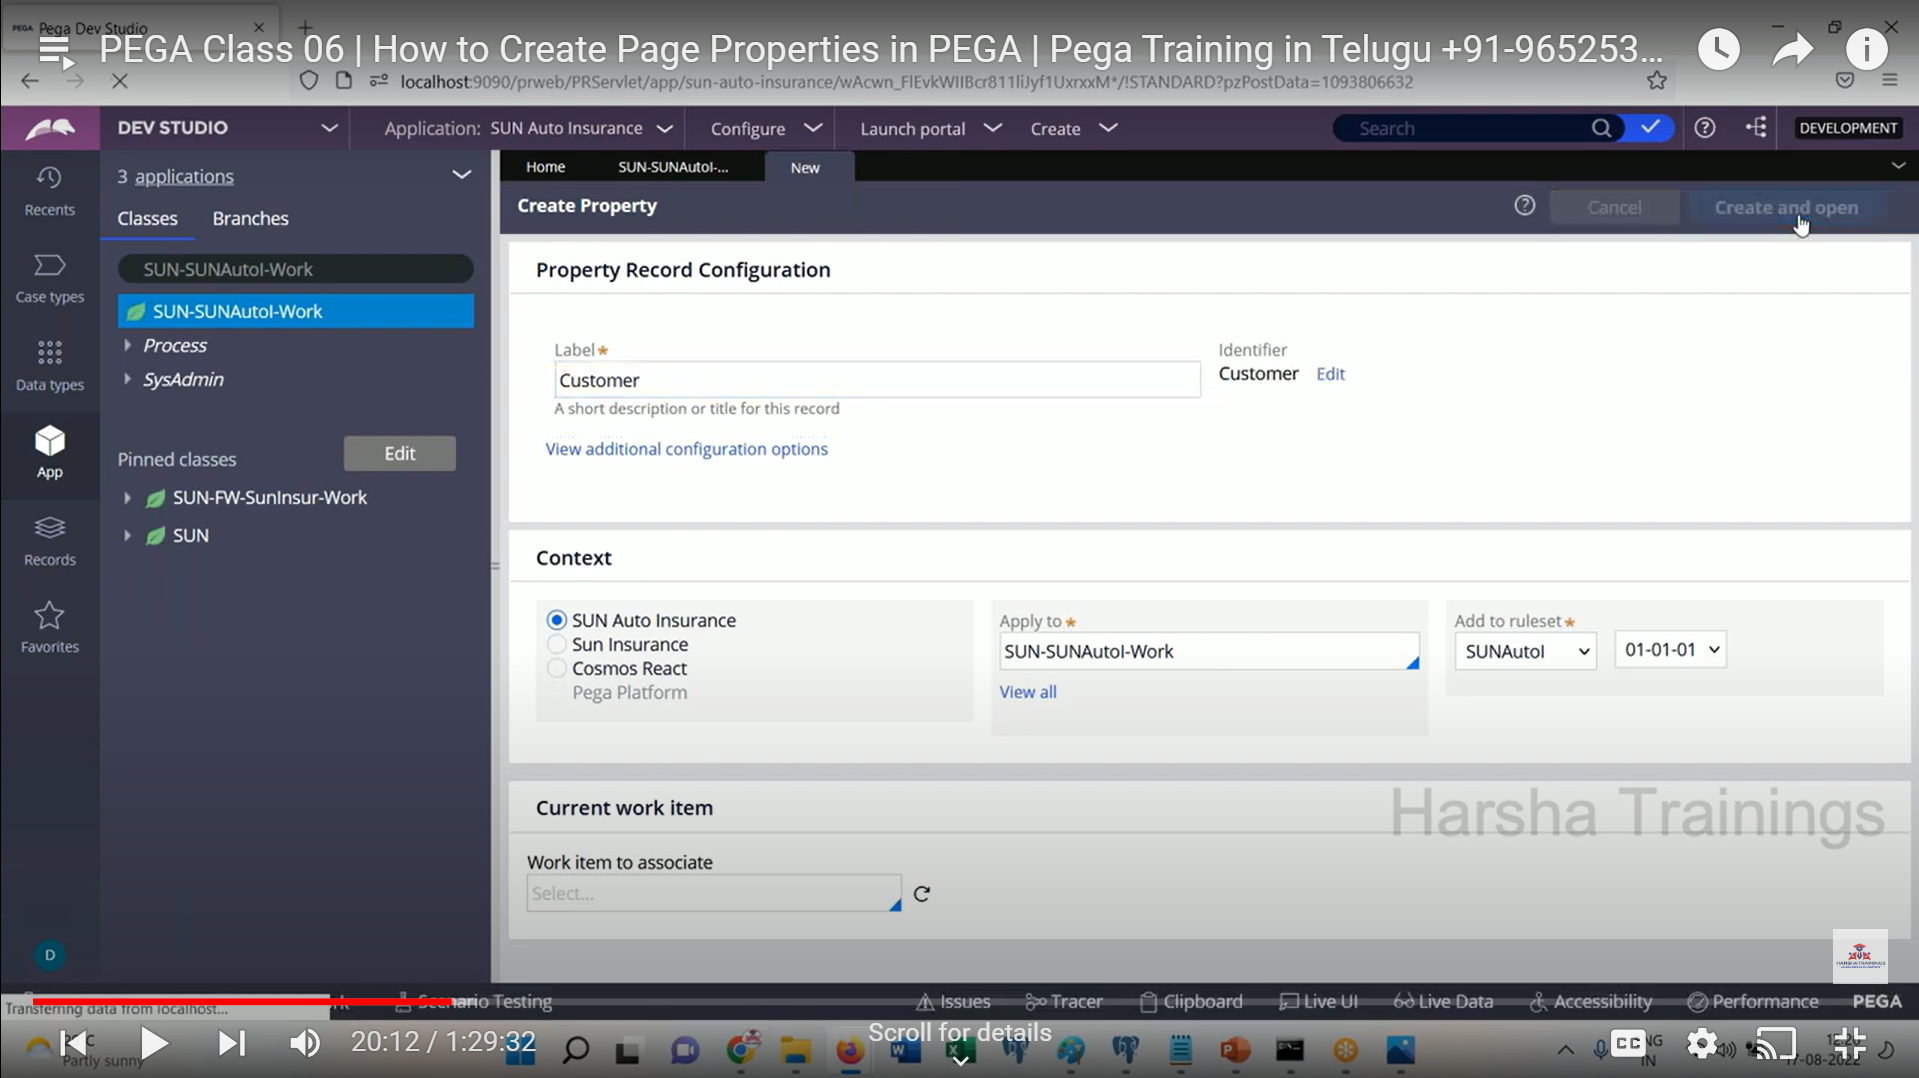 PEGA Pega Dev Studio
PEGA Class 06 | How to Create Page Properties in PEGA | Pega Training in Telugu +91-965253...
localhost:9090/prweb/PRServlet/app/sun-auto-insurance/
DEV STUDIO
Application: SUN Auto Insurance
Configure
Launch portal
Create
Search
DEVELOPMENT
Recents
Case types
Data types
App
Records
Favorites
D
3 applications
Classes
Branches
SUN-SUNAutoI-Work
SUN-SUNAutoI-Work
Process
SysAdmin
Pinned classes
Edit
SUN-FW-SunInsur-Work
SUN
Home
SUN-SUNAutoI-...
New
Create Property
Cancel
Create and open
Property Record Configuration
Label*
Customer
A short description or title for this record
Identifier
Customer Edit
View additional configuration options
Context
SUN Auto Insurance
Sun Insurance
Cosmos React
Pega Platform
Apply to*
SUN-SUNAutoI-Work
View all
Add to ruleset*
SUNAutoI
01-01-01
Current work item
Harsha Trainings
Work item to associate
Select...
HARSHA TRAININGS
Transferring data from localhost...
Scenario Testing
Issues
Tracer
Clipboard
Live UI
Live Data
Accessibility
Performance
PEGA
20:12 / 1:29:32
Scroll for details
Partly sunny
CC
IN
17-08-2022